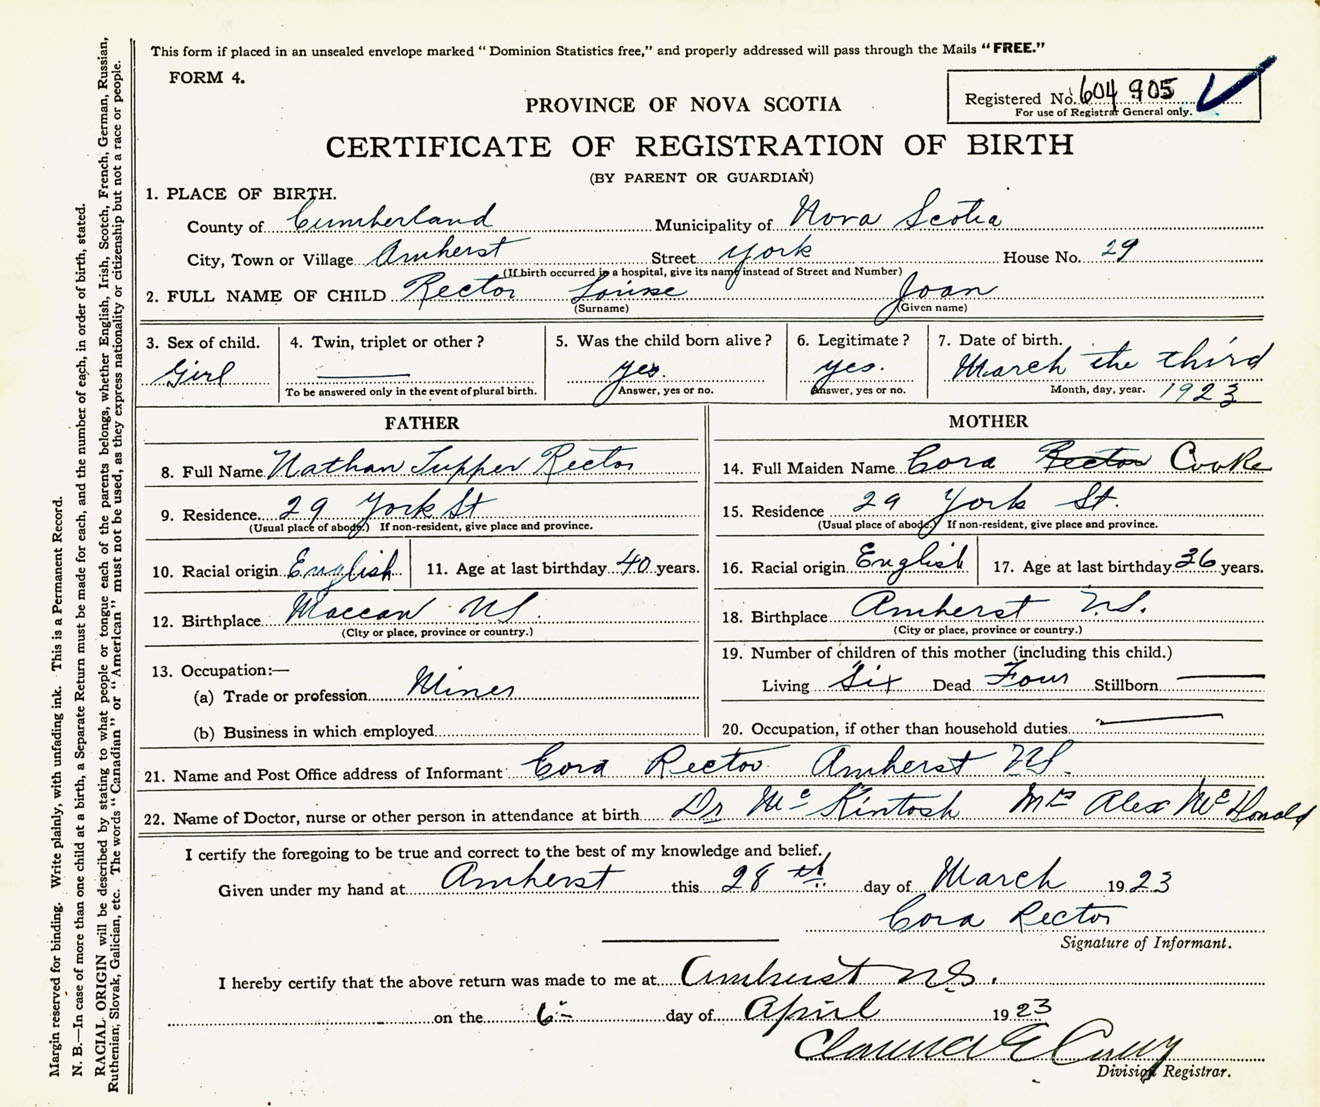 This form if placed in an unsealed envelope marked "Dominion Statistics free," and properly addressed will pass through the Mails "FREE."
FORM 4.
Registered No. 604 905
For use of Registrar General only.
PROVINCE OF NOVA SCOTIA
CERTIFICATE OF REGISTRATION OF BIRTH
(BY PARENT OR GUARDIAN)
1. PLACE OF BIRTH.
County of Cumberland Municipality of Nova Scotia
City, Town or Village Amherst Street York House No. 29
(If birth occurred in a hospital, give its name instead of Street and Number)
2. FULL NAME OF CHILD Rector Louise Joan
(Surname) (Given name)
3. Sex of child. 4. Twin, triplet or other? 5. Was the child born alive? 6. Legitimate? 7. Date of birth.
Girl yes. yes. March the third
To be answered only in the event of plural birth. Answer, yes or no. Answer, yes or no. Month, day, year. 1923
FATHER MOTHER
8. Full Name Nathan Tupper Rector 14. Full Maiden Name Cora Rector Cooke
9. Residence 29 York St 15. Residence 29 York St.
(Usual place of abode.) If non-resident, give place and province. (Usual place of abode.) If non-resident, give place and province.
10. Racial origin English 11. Age at last birthday 40 years. 16. Racial origin English 17. Age at last birthday 36 years.
12. Birthplace Maccan NS. 18. Birthplace Amherst N.S.
(City or place, province or country.) (City or place, province or country.)
13. Occupation:— 19. Number of children of this mother (including this child.)
(a) Trade or profession Miner Living Six Dead Four Stillborn
(b) Business in which employed 20. Occupation, if other than household duties
21. Name and Post Office address of Informant Cora Rector Amherst NS.
22. Name of Doctor, nurse or other person in attendance at birth Dr McKintosh Mrs Alex McDonald
I certify the foregoing to be true and correct to the best of my knowledge and belief.
Given under my hand at Amherst this 28th day of March 1923
Cora Rector
Signature of Informant.
I hereby certify that the above return was made to me at Amherst N.S.
on the 6 day of April 1923
Division Registrar.
Margin reserved for binding. Write plainly, with unfading ink. This is a Permanent Record.
N. B.—In case of more than one child at a birth, a Separate Return must be made for each, and the number of each, in order of birth, stated.
RACIAL ORIGIN will be described by stating to what people or tongue each of the parents belongs, whether English, Irish, Scotch, French, German, Russian,
Ruthenian, Slovak, Galician, etc. The words "Canadian" or "American" must not be used, as they express nationality or citizenship but not a race or people.